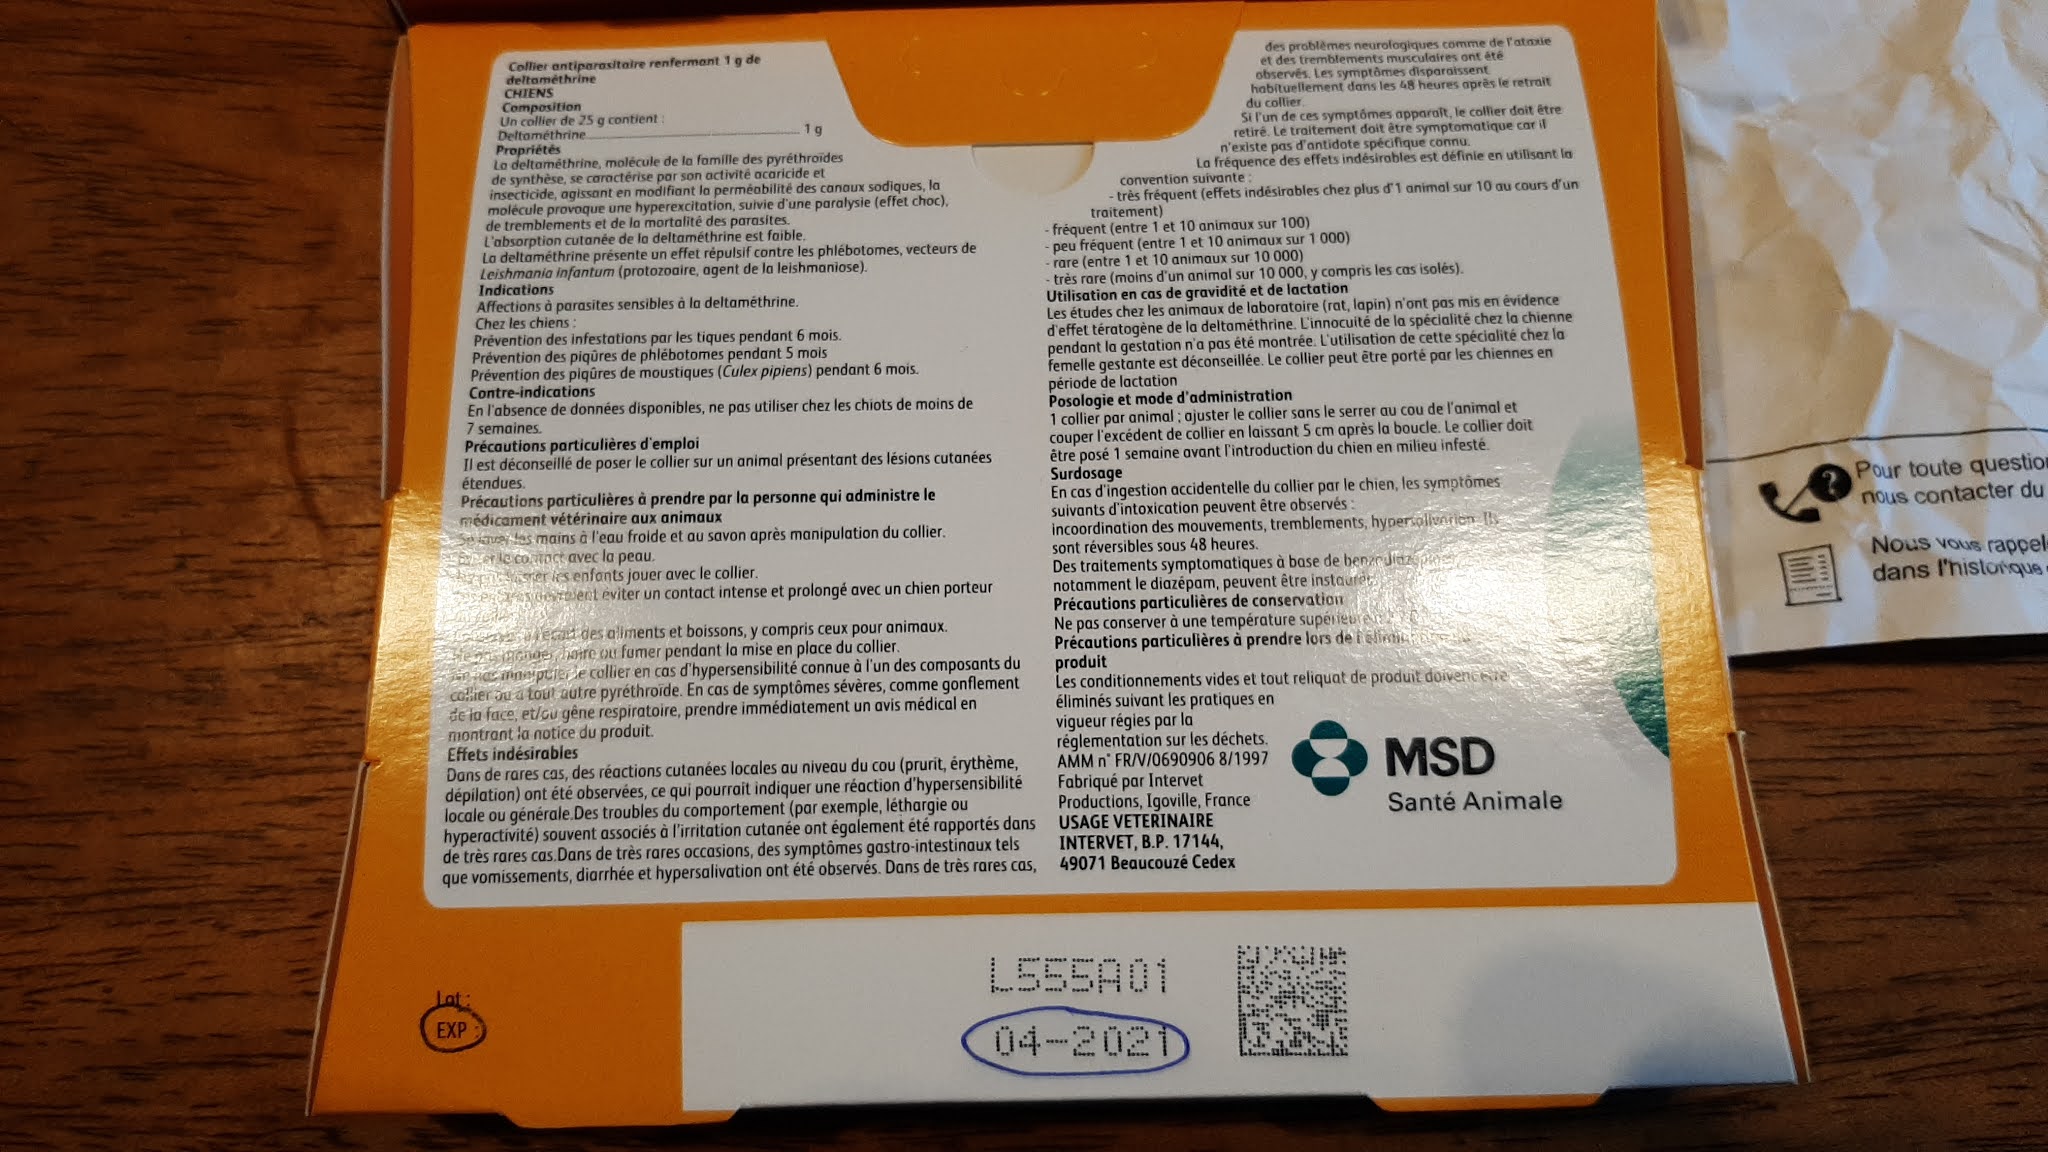 Collier antiparasitaire renfermant 1 g de
deltaméthrine
CHIENS
Composition
Un collier de 25 g contient :
Deltaméthrine 1 g
Propriétés
La deltaméthrine, molécule de la famille des pyréthroïdes
de synthèse, se caractérise par son activité acaricide et
insecticide, agissant en modifiant la perméabilité des canaux sodiques, la
molécule provoque une hyperexcitation, suivie d'une paralysie (effet choc),
de tremblements et de la mortalité des parasites.
L'absorption cutanée de la deltaméthrine est faible.
La deltaméthrine présente un effet répulsif contre les phlébotomes, vecteurs de
Leishmania infantum (protozoaire, agent de la leishmaniose).
Indications
Affections à parasites sensibles à la deltaméthrine.
Chez les chiens :
Prévention des infestations par les tiques pendant 6 mois.
Prévention des piqûres de phlébotomes pendant 5 mois
Prévention des piqûres de moustiques (Culex pipiens) pendant 6 mois.
Contre-indications
En l'absence de données disponibles, ne pas utiliser chez les chiots de moins de
7 semaines.
Précautions particulières d'emploi
Il est déconseillé de poser le collier sur un animal présentant des lésions cutanées
étendues.
Précautions particulières à prendre par la personne qui administre le
médicament vétérinaire aux animaux
Se laver les mains à l'eau froide et au savon après manipulation du collier.
Eviter le contact avec la peau.
laisser les enfants jouer avec le collier.
devraient éviter un contact intense et prolongé avec un chien porteur
l'écart des aliments et boissons, y compris ceux pour animaux.
Ne pas manger, boire ou fumer pendant la mise en place du collier.
Ne pas manipuler le collier en cas d'hypersensibilité connue à l'un des composants du
collier ou à tout autre pyréthroïde. En cas de symptômes sévères, comme gonflement
de la face, et/ou gêne respiratoire, prendre immédiatement un avis médical en
montrant la notice du produit.
Effets indésirables
Dans de rares cas, des réactions cutanées locales au niveau du cou (prurit, érythème,
dépilation) ont été observées, ce qui pourrait indiquer une réaction d'hypersensibilité
locale ou générale.Des troubles du comportement (par exemple, léthargie ou
hyperactivité) souvent associés à l'irritation cutanée ont également été rapportés dans
de très rares cas.Dans de très rares occasions, des symptômes gastro-intestinaux tels
que vomissements, diarrhée et hypersalivation ont été observés. Dans de très rares cas,
des problèmes neurologiques comme de l'ataxie
et des tremblements musculaires ont été
observés. Les symptômes disparaissent
habituellement dans les 48 heures après le retrait
du collier.
Si l'un de ces symptômes apparaît, le collier doit être
retiré. Le traitement doit être symptomatique car il
n'existe pas d'antidote spécifique connu.
La fréquence des effets indésirables est définie en utilisant la
convention suivante :
- très fréquent (effets indésirables chez plus d'1 animal sur 10 au cours d'un
traitement)
- fréquent (entre 1 et 10 animaux sur 100)
- peu fréquent (entre 1 et 10 animaux sur 1 000)
- rare (entre 1 et 10 animaux sur 10 000)
- très rare (moins d'un animal sur 10 000, y compris les cas isolés).
Utilisation en cas de gravidité et de lactation
Les études chez les animaux de laboratoire (rat, lapin) n'ont pas mis en évidence
d'effet tératogène de la deltaméthrine. L'innocuité de la spécialité chez la chienne
pendant la gestation n'a pas été montrée. L'utilisation de cette spécialité chez la
femelle gestante est déconseillée. Le collier peut être porté par les chiennes en
période de lactation
Posologie et mode d'administration
1 collier par animal ; ajuster le collier sans le serrer au cou de l'animal et
couper l'excédent de collier en laissant 5 cm après la boucle. Le collier doit
être posé 1 semaine avant l'introduction du chien en milieu infesté.
Surdosage
En cas d'ingestion accidentelle du collier par le chien, les symptômes
suivants d'intoxication peuvent être observés :
incoordination des mouvements, tremblements, hypersalivation. Ils
sont réversibles sous 48 heures.
Des traitements symptomatiques à base de
notamment le diazépam, peuvent être instaurés
Précautions particulières de conservation
Ne pas conserver à une température supérieure à
Précautions particulières à prendre lors de l'élimination du
produit
Les conditionnements vides et tout reliquat de produit doivent être
éliminés suivant les pratiques en
vigueur régies par la
réglementation sur les déchets.
AMM n° FR/V/0690906 8/1997
Fabriqué par Intervet
Productions, Igoville, France
USAGE VETERINAIRE
INTERVET, B.P. 17144,
49071 Beaucouzé Cedex
MSD
Santé Animale
Lot :
EXP :
L555A01
04-2021
?
Pour toute question
nous contacter du
Nous vous rappel
dans l'historique